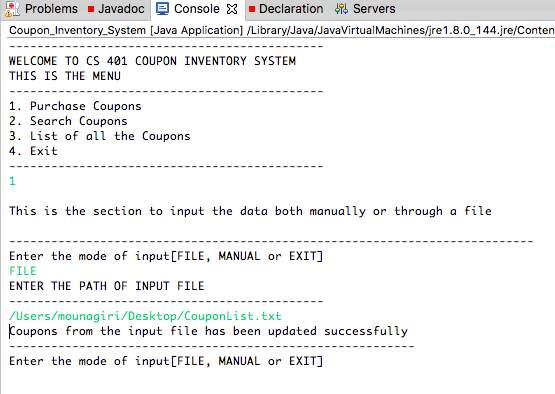 Problems Javadoc Console Declaration Servers
Coupon_Inventory_System [Java Application] /Library/Java/JavaVirtualMachines/jre1.8.0_144.jre/Conten
---------------------------------------------
WELCOME TO CS 401 COUPON INVENTORY SYSTEM
THIS IS THE MENU
---------------------------------------------
1. Purchase Coupons
2. Search Coupons
3. List of all the Coupons
4. Exit
---------------------------------------------
1
This is the section to input the data both manually or through a file
---------------------------------------------------------------------------
Enter the mode of input[FILE, MANUAL or EXIT]
FILE
ENTER THE PATH OF INPUT FILE
---------------------------------------------
/Users/mounagiri/Desktop/CouponList.txt
Coupons from the input file has been updated successfully
----------------------------------------------------------
Enter the mode of input[FILE, MANUAL or EXIT]